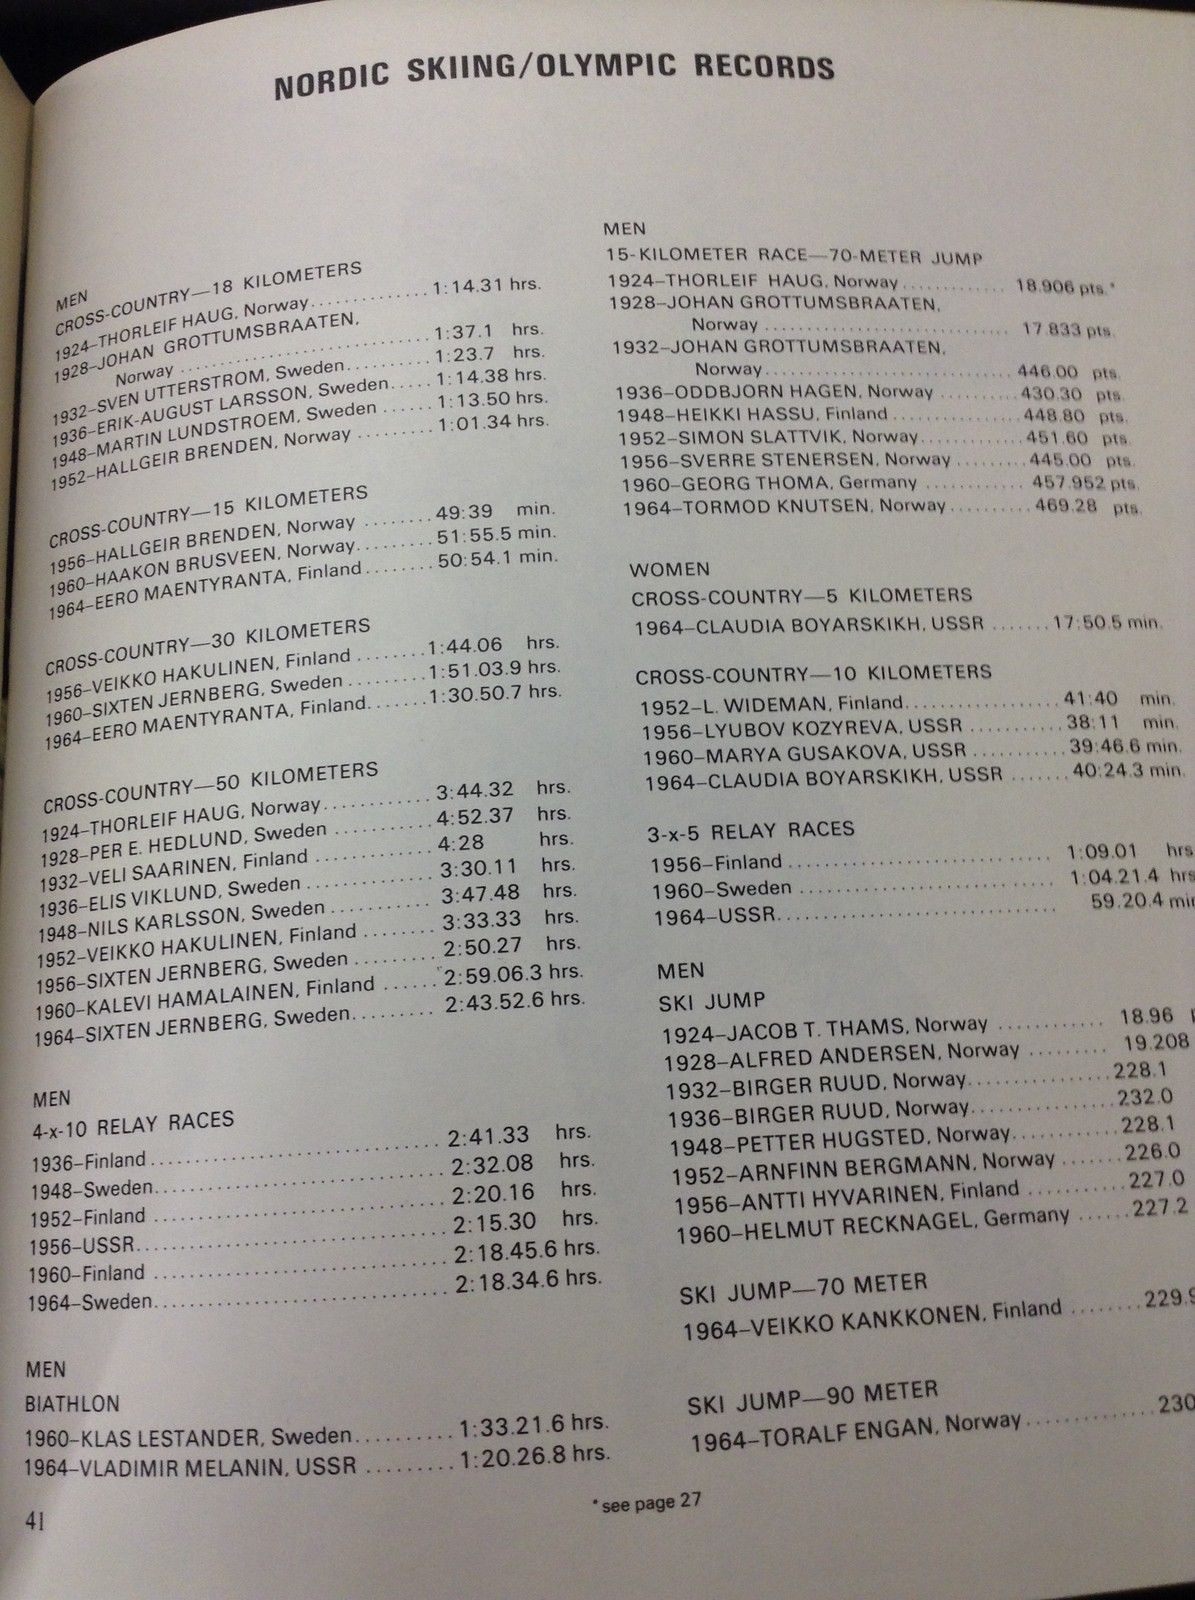 NORDIC SKIING/OLYMPIC RECORDS
MEN
CROSS-COUNTRY—18 KILOMETERS
1924–THORLEIF HAUG, Norway............1:14.31 hrs.
1928–JOHAN GROTTUMSBRAATEN,
Norway ........................1:37.1 hrs.
1932–SVEN UTTERSTROM, Sweden.........1:23.7 hrs.
1936–ERIK-AUGUST LARSSON, Sweden.....1:14.38 hrs.
1948–MARTIN LUNDSTROEM, Sweden ......1:13.50 hrs.
1952–HALLGEIR BRENDEN, Norway ........1:01.34 hrs.
CROSS-COUNTRY—15 KILOMETERS
1956–HALLGEIR BRENDEN, Norway ........49:39 min.
1960–HAAKON BRUSVEEN, Norway.........51:55.5 min.
1964–EERO MAENTYRANTA, Finland........50:54.1 min.
CROSS-COUNTRY—30 KILOMETERS
1956–VEIKKO HAKULINEN, Finland ........1:44.06 hrs.
1960–SIXTEN JERNBERG, Sweden .........1:51.03.9 hrs.
1964–EERO MAENTYRANTA, Finland.......1:30.50.7 hrs.
CROSS-COUNTRY—50 KILOMETERS
1924–THORLEIF HAUG, Norway............3:44.32 hrs.
1928–PER E. HEDLUND, Sweden ...........4:52.37 hrs.
1932–VELI SAARINEN, Finland ............4:28 hrs.
1936–ELIS VIKLUND, Sweden .............3:30.11 hrs.
1948–NILS KARLSSON, Sweden ...........3:47.48 hrs.
1952–VEIKKO HAKULINEN, Finland ........3:33.33 hrs.
1956–SIXTEN JERNBERG, Sweden .........2:50.27 hrs.
1960–KALEVI HAMALAINEN, Finland ......2:59.06.3 hrs.
1964–SIXTEN JERNBERG, Sweden.........2:43.52.6 hrs.
MEN
4-x-10 RELAY RACES
1936–Finland..............................2:41.33 hrs.
1948–Sweden..............................2:32.08 hrs.
1952–Finland ..............................2:20.16 hrs.
1956–USSR................................2:15.30 hrs.
1960–Finland ..............................2:18.45.6 hrs.
1964–Sweden..............................2:18.34.6 hrs.
MEN
BIATHLON
1960–KLAS LESTANDER, Sweden..........1:33.21.6 hrs.
1964–VLADIMIR MELANIN, USSR .........1:20.26.8 hrs.
41
MEN
15-KILOMETER RACE—70-METER JUMP
1924–THORLEIF HAUG, Norway ............. 18.906 pts.*
1928–JOHAN GROTTUMSBRAATEN,
Norway .............................. 17.833 pts.
1932–JOHAN GROTTUMSBRAATEN,
Norway..............................446.00 pts.
1936–ODDBJORN HAGEN, Norway ..........430.30 pts.
1948–HEIKKI HASSU, Finland ...............448.80 pts.
1952–SIMON SLATTVIK, Norway............451.60 pts.
1956–SVERRE STENERSEN, Norway .........445.00 pts.
1960–GEORG THOMA, Germany ............457.952 pts.
1964–TORMOD KNUTSEN, Norway ..........469.28 pts.
WOMEN
CROSS-COUNTRY—5 KILOMETERS
1964–CLAUDIA BOYARSKIKH, USSR .......17:50.5 min.
CROSS-COUNTRY—10 KILOMETERS
1952–L. WIDEMAN, Finland.................41:40 min.
1956–LYUBOV KOZYREVA, USSR ...........38:11 min.
1960–MARYA GUSAKOVA, USSR ...........39:46.6 min.
1964–CLAUDIA BOYARSKIKH, USSR .......40:24.3 min.
3-x-5 RELAY RACES
1956–Finland .............................. 1:09.01 hrs
1960–Sweden .............................. 1:04.21.4 hrs
1964–USSR................................ 59.20.4
MEN
SKI JUMP
1924–JACOB T. THAMS, Norway ............ 18.96
1928–ALFRED ANDERSEN, Norway ......... 19.208
1932–BIRGER RUUD, Norway................228.1
1936–BIRGER RUUD, Norway................232.0
1948–PETTER HUGSTED, Norway............228.1
1952–ARNFINN BERGMANN, Norway .......226.0
1956–ANTTI HYVARINEN, Finland ...........227.0
1960–HELMUT RECKNAGEL, Germany ......227.2
SKI JUMP—70 METER
1964–VEIKKO KANKKONEN, Finland ........229.9
SKI JUMP—90 METER
1964–TORALF ENGAN, Norway..............230
*see page 27